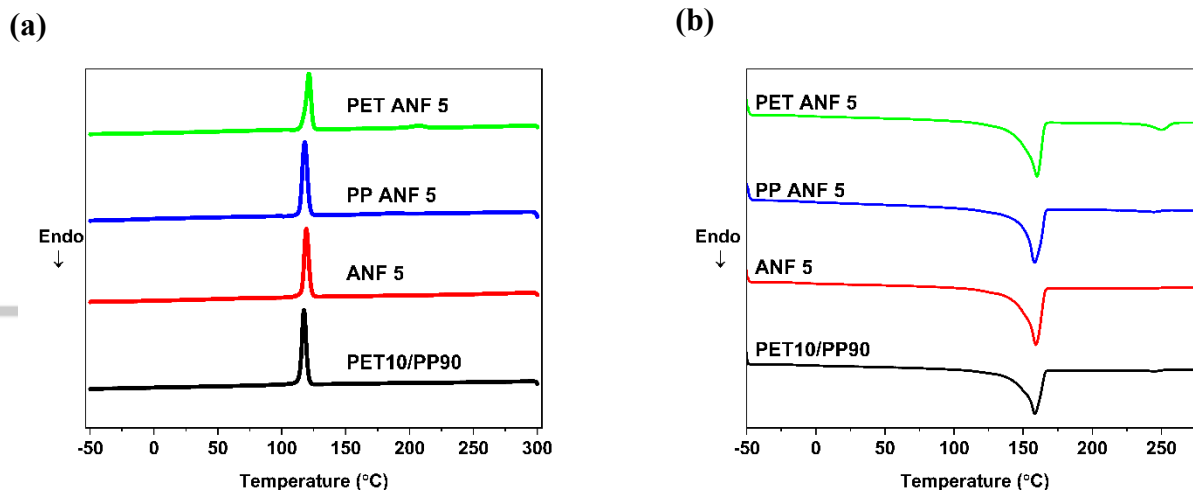 (a)
PET ANF 5
PP ANF 5
Endo
↓
ANF 5
PET10/PP90
-50 0 50 100 150 200 250 300
Temperature (°C)
(b)
PET ANF 5
PP ANF 5
Endo
↓
ANF 5
PET10/PP90
-50 0 50 100 150 200 250
Temperature (°C)